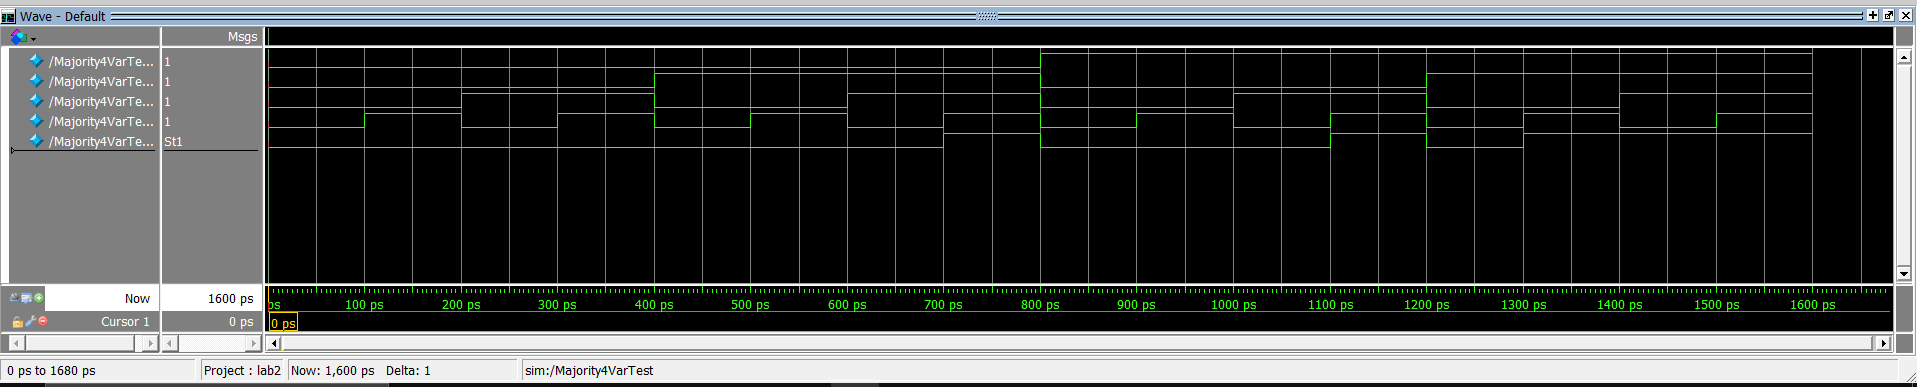 Wave - Default
Msgs
/Majority4VarTe... 1
/Majority4VarTe... 1
/Majority4VarTe... 1
/Majority4VarTe... 1
/Majority4VarTe... St1
Now 1600 ps
ps 100 ps 200 ps 300 ps 400 ps 500 ps 600 ps 700 ps 800 ps 900 ps 1000 ps 1100 ps 1200 ps 1300 ps 1400 ps 1500 ps 1600 ps
Cursor 1 0 ps 0 ps
0 ps to 1680 ps Project : lab2 Now: 1,600 ps Delta: 1 sim:/Majority4VarTest